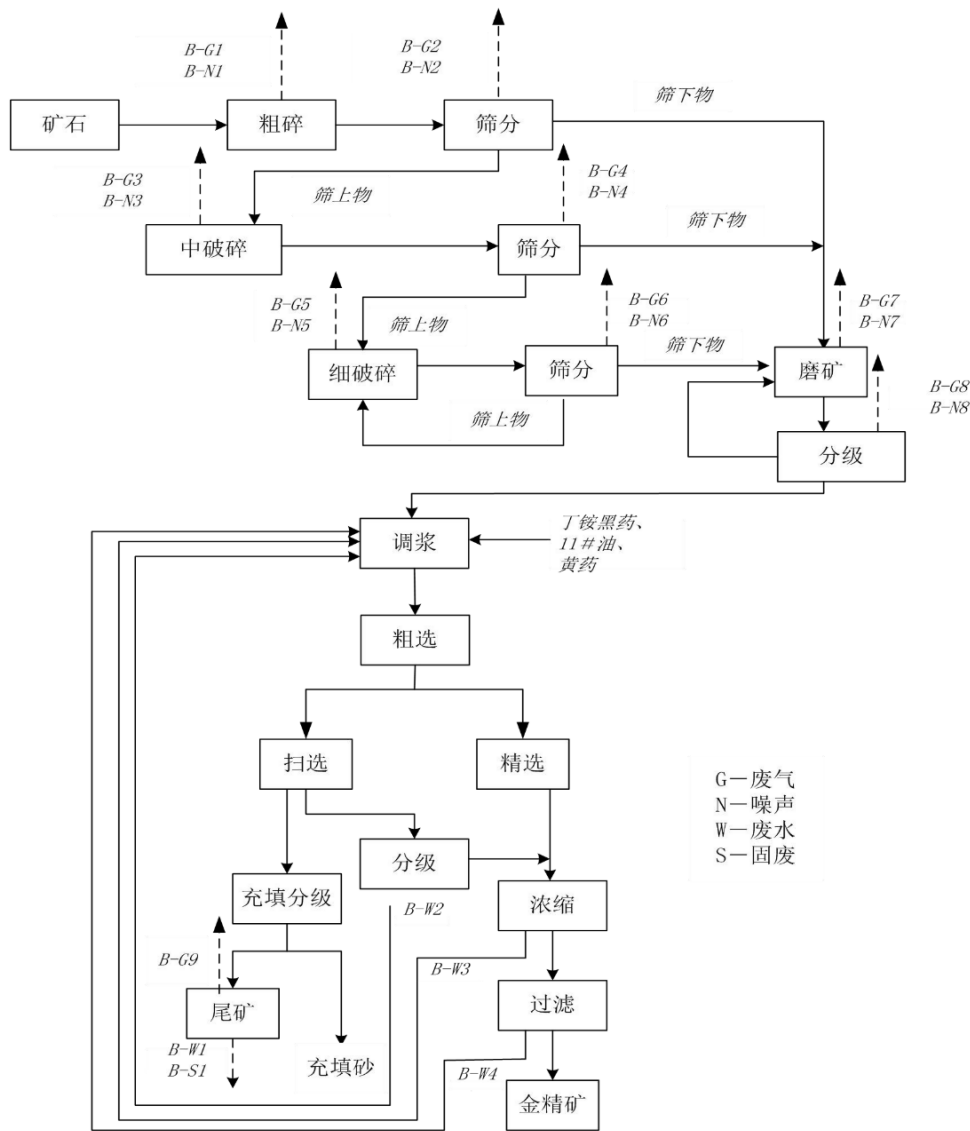 B-G1
B-N1
B-G2
B-N2
筛下物
矿石
粗碎
筛分
B-G3
B-N3
筛上物
B-G4
B-N4
中破碎
筛分
筛下物
B-G5
B-N5
筛上物
B-G6
B-N6
B-G7
B-N7
细破碎
筛分
筛下物
磨矿
B-G8
B-N8
筛上物
分级
调浆
丁铵黑药、
11#油、
黄药
粗选
扫选
精选
G—废气
N—噪声
W—废水
S—固废
分级
充填分级
B-W2
浓缩
B-G9
B-W3
尾矿
过滤
B-W1
B-S1
充填砂
B-W4
金精矿